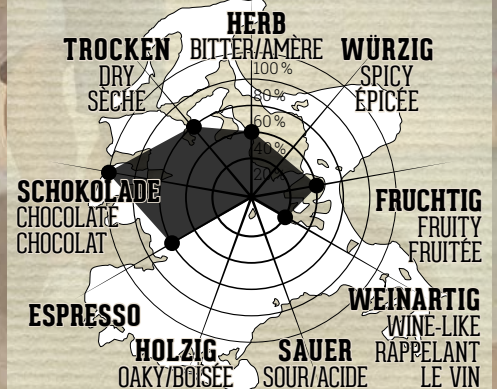 HERB
BITTER/AMÈRE
TROCKEN
DRY
SÈCHE
WÜRZIG
SPICY
ÉPICÉE
100%
80%
60%
40%
20%
SCHOKOLADE
CHOCOLATE
CHOCOLAT
FRUCHTIG
FRUITY
FRUITÉE
ESPRESSO
WEINARTIG
WINE-LIKE
RAPPELANT
LE VIN
HOLZIG
OAKY/BOISÉE
SAUER
SOUR/ACIDE